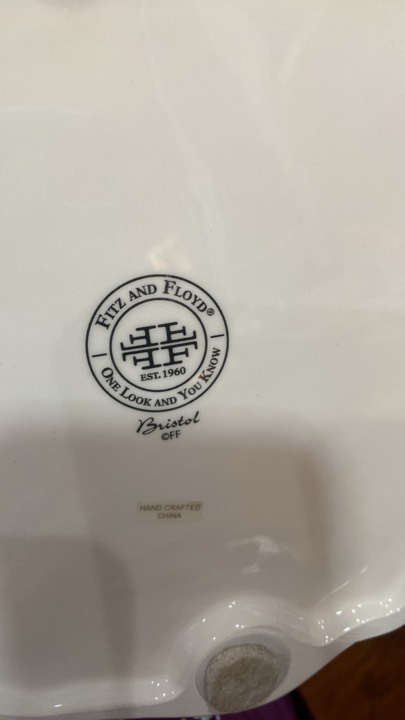 FITZ AND FLOYD®
EST. 1960
ONE LOOK AND YOU KNOW
Bristol
©FF
HAND CRAFTED
CHINA